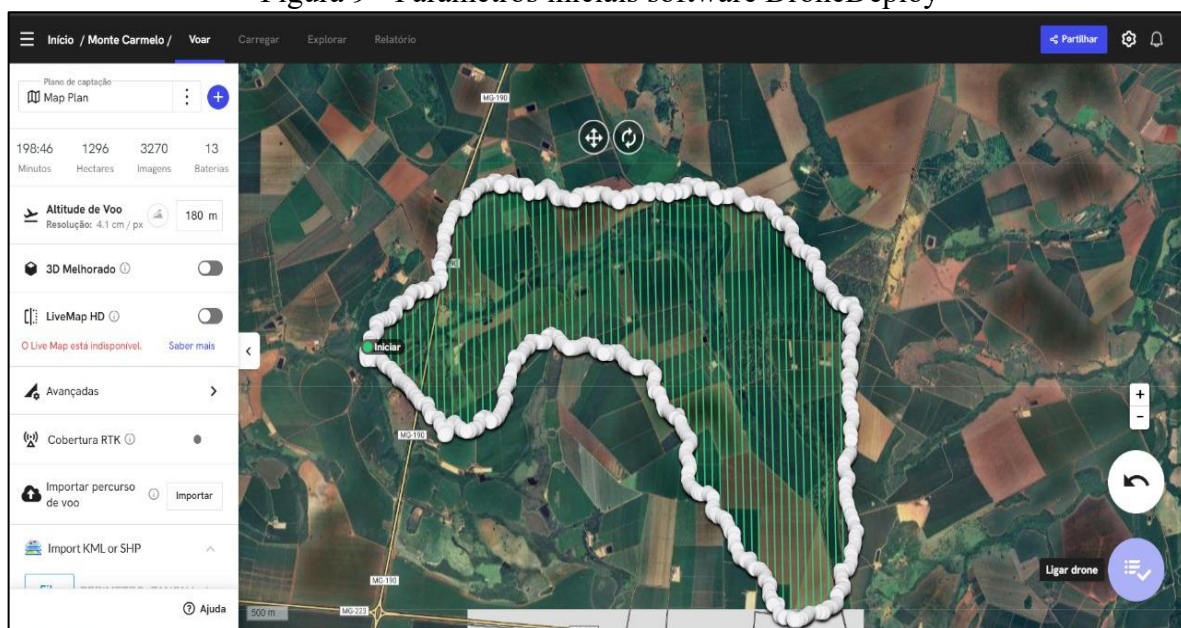 Figura 9 - Parâmetros iniciais software DroneDeploy
Início / Monte Carmelo / Voar Carregar Explorar Relatório Partilhar
Plano de captação
Map Plan
198:46 1296 3270 13
Minutos Hectares Imagens Baterias
Altitude de Voo
Resolução: 4.1 cm / px
180 m
3D Melhorado
LiveMap HD
O Live Map está indisponível. Saber mais
Avançadas
Cobertura RTK
Importar percurso
de voo
Importar
Import KML or SHP
Ajuda
MG-190
Iniciar
MG-190
MG-190
MG-223
500 m
+
-
Ligar drone